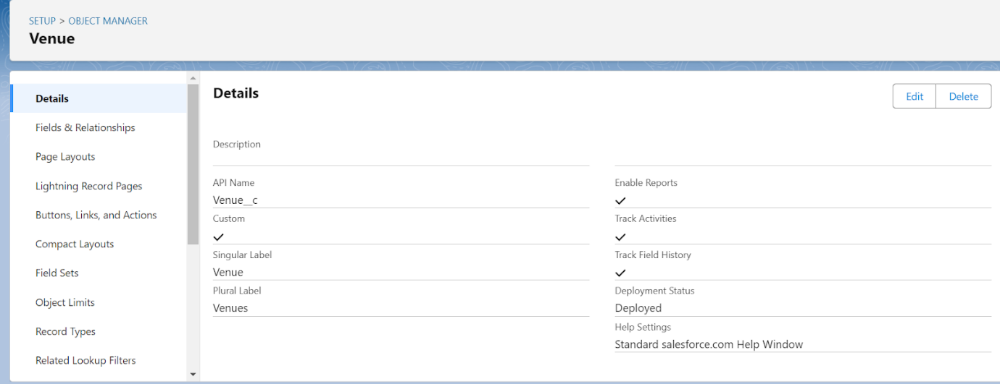 SETUP > OBJECT MANAGER
Venue
Details
Fields & Relationships
Page Layouts
Lightning Record Pages
Buttons, Links, and Actions
Compact Layouts
Field Sets
Object Limits
Record Types
Related Lookup Filters
Details
Edit
Delete
Description
API Name
Venue__c
Custom
Singular Label
Venue
Plural Label
Venues
Enable Reports
Track Activities
Track Field History
Deployment Status
Deployed
Help Settings
Standard salesforce.com Help Window